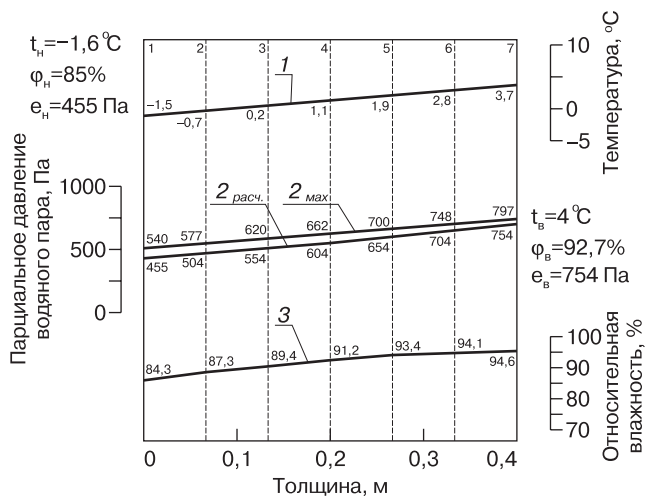 tн=–1,6 °C
φн=85%
eн=455 Па
1 2 3 4 5 6 7
1
–1,5 –0,7 0,2 1,1 1,9 2,8 3,7
10
0
–5
Температура, °C
Парциальное давление
водяного пара, Па
1000
500
0
2 расч. 2 мах
540 577 620 662 700 748 797
455 504 554 604 654 704 754
tв=4 °C
φв=92,7%
eв=754 Па
3
84,3 87,3 89,4 91,2 93,4 94,1 94,6
100
90
80
70
Относительная
влажность, %
0 0,1 0,2 0,3 0,4
Толщина, м